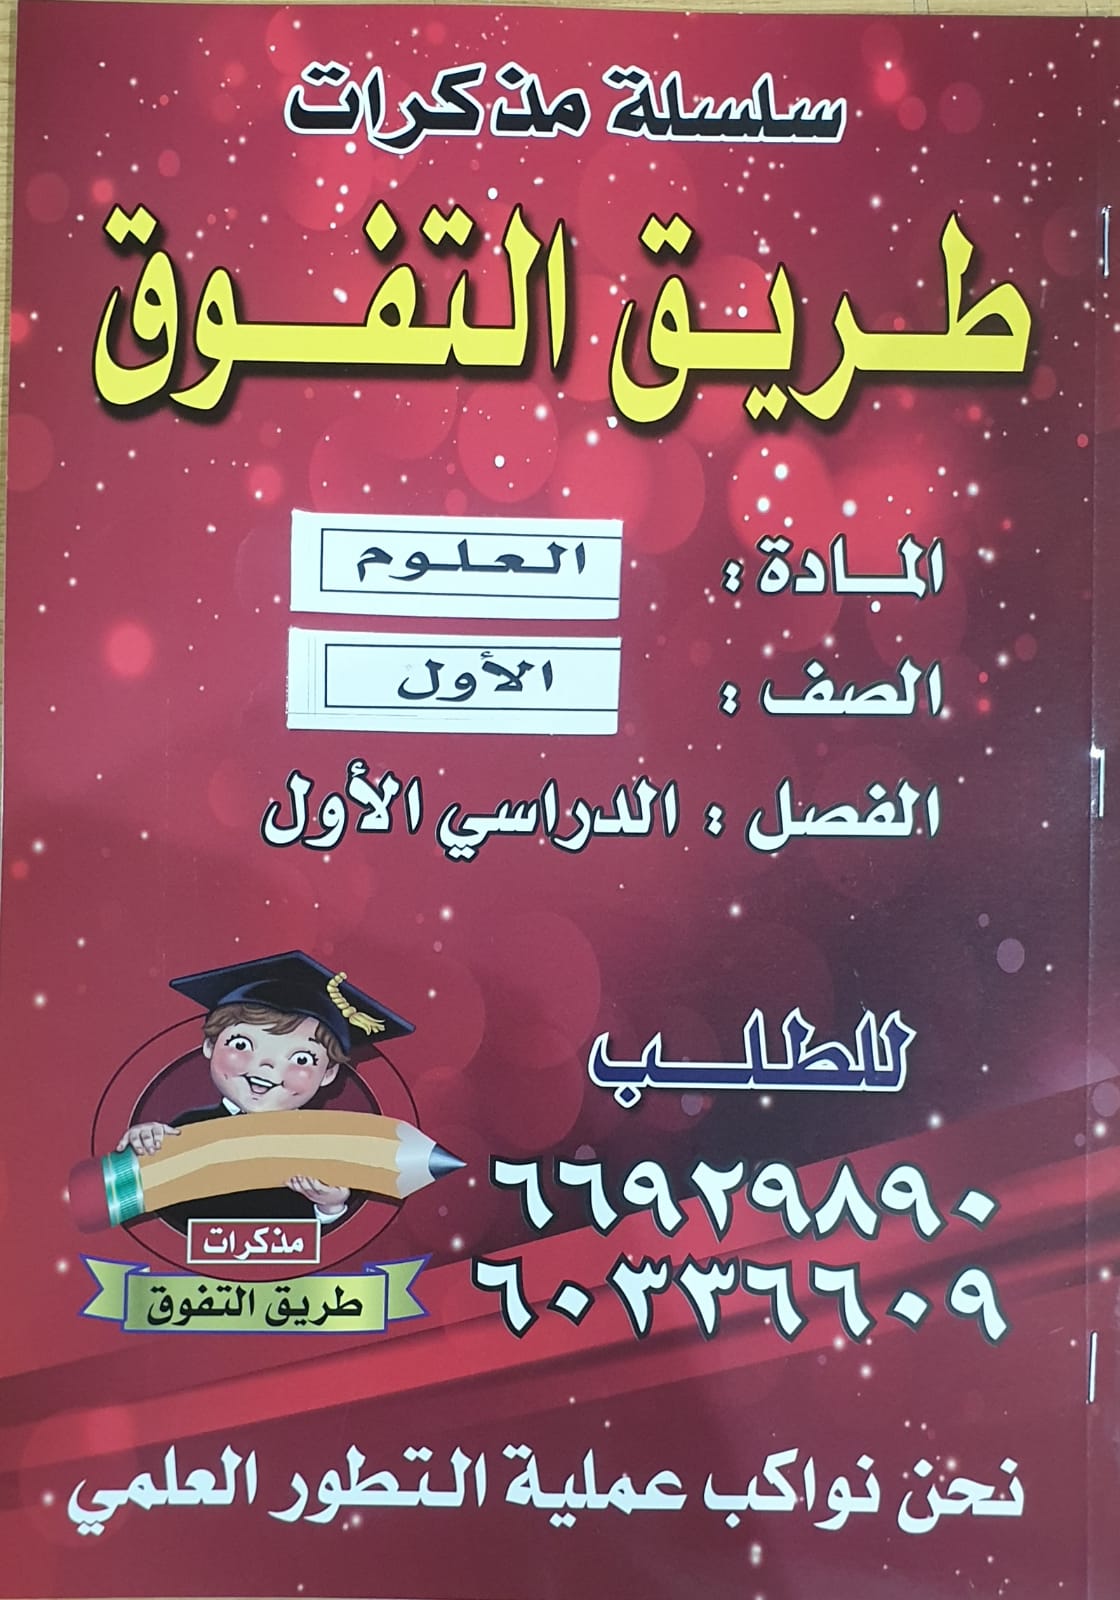 سلسلة مذكرات
طريق التفوق
المادة : العلوم
الصف : الأول
الفصل : الدراسي الأول
للطلب
٦٦٩٢٩٨٩٠
٦٠٣٣٦٦٠٩
مذكرات
طريق التفوق
نحن نواكب عملية التطور العلمي